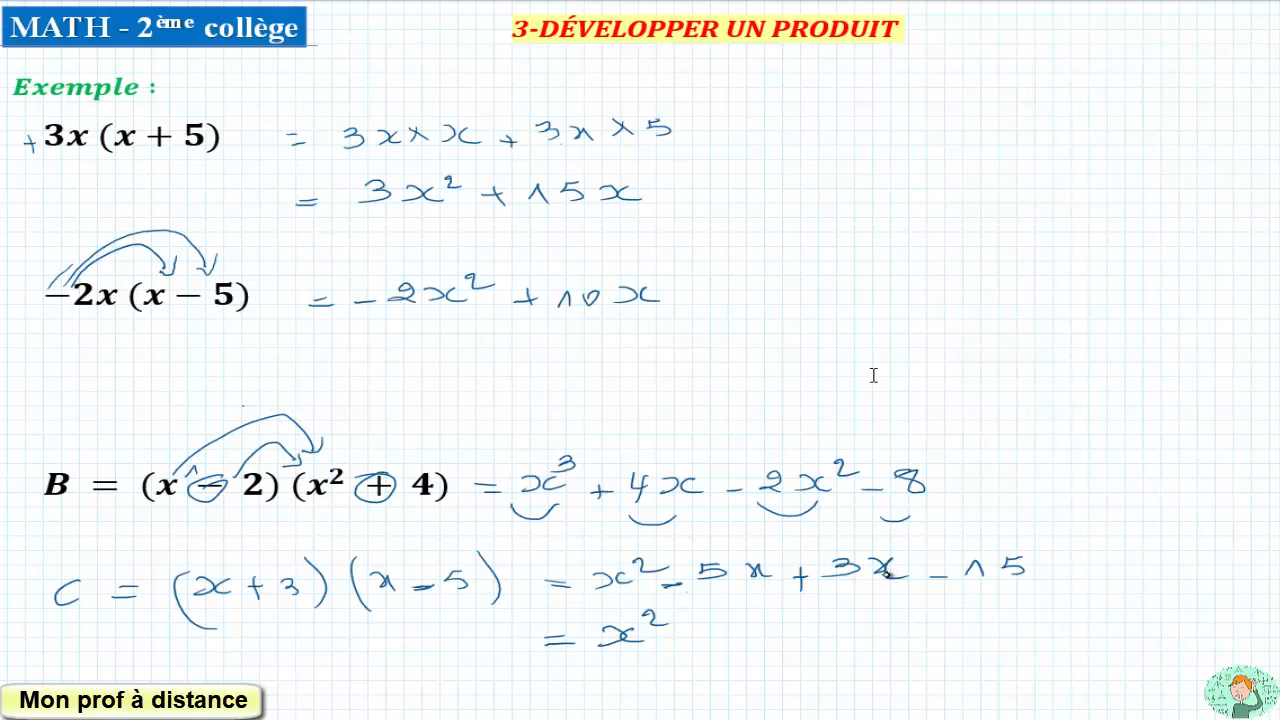 MATH - 2ème collège
3-DÉVELOPPER UN PRODUIT
Exemple :
+ 3x (x + 5) = 3x × x + 3x × 5
= 3x² + 15x
−2x (x − 5) = - 2x² + 10x
B = (x − 2) (x² + 4) = x³ + 4x - 2x² - 8
C = (x + 3) (x - 5) = x² - 5x + 3x - 15
= x²
Mon prof à distance